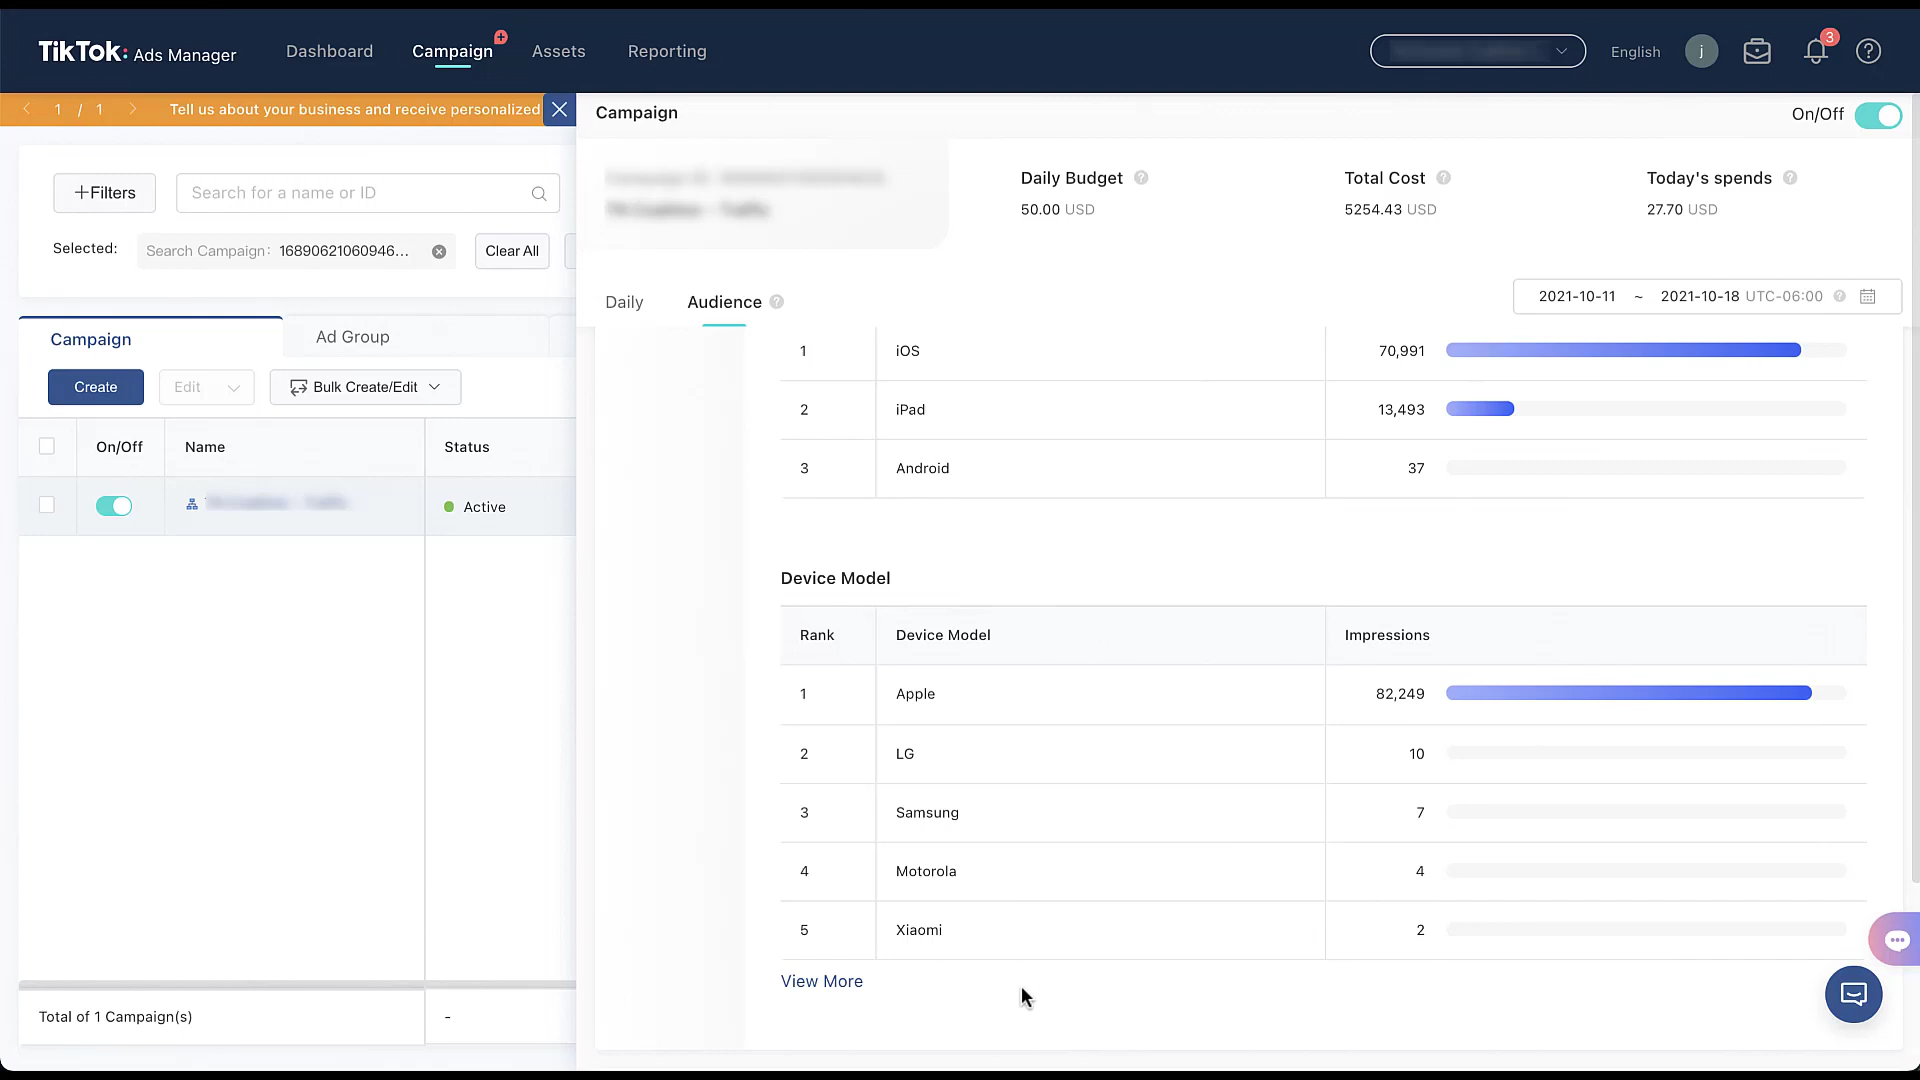 TikTok: Ads Manager
Dashboard
Campaign
Assets
Reporting
English
j
3
1 / 1
Tell us about your business and receive personalized
Filters
Search for a name or ID
Selected:
Search Campaign: 16890621060946...
Clear All
Campaign
Ad Group
Create
Edit
Bulk Create/Edit
On/Off
Name
Status
Active
Total of 1 Campaign(s)
-
Campaign
On/Off
Daily Budget
50.00 USD
Total Cost
5254.43 USD
Today's spends
27.70 USD
Daily
Audience
2021-10-11 ~ 2021-10-18 UTC-06:00
1 iOS 70,991
2 iPad 13,493
3 Android 37
Device Model
Rank Device Model Impressions
1 Apple 82,249
2 LG 10
3 Samsung 7
4 Motorola 4
5 Xiaomi 2
View More